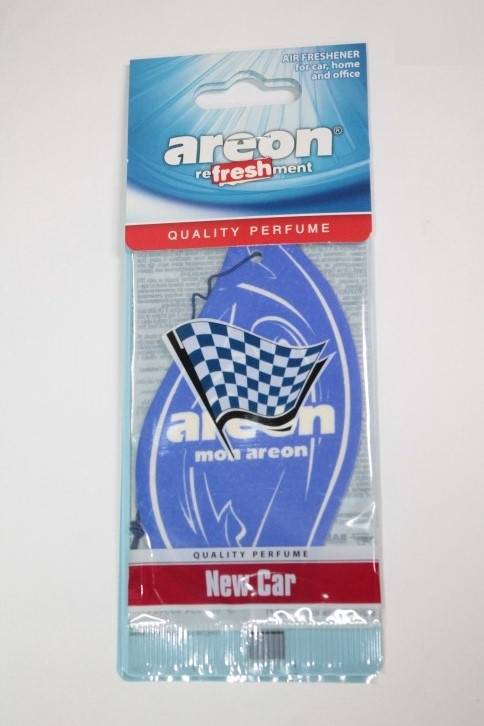 AIR FRESHENER
for car, home
and office
areon®
refreshment
QUALITY PERFUME
areon
mon areon
QUALITY PERFUME
New Car